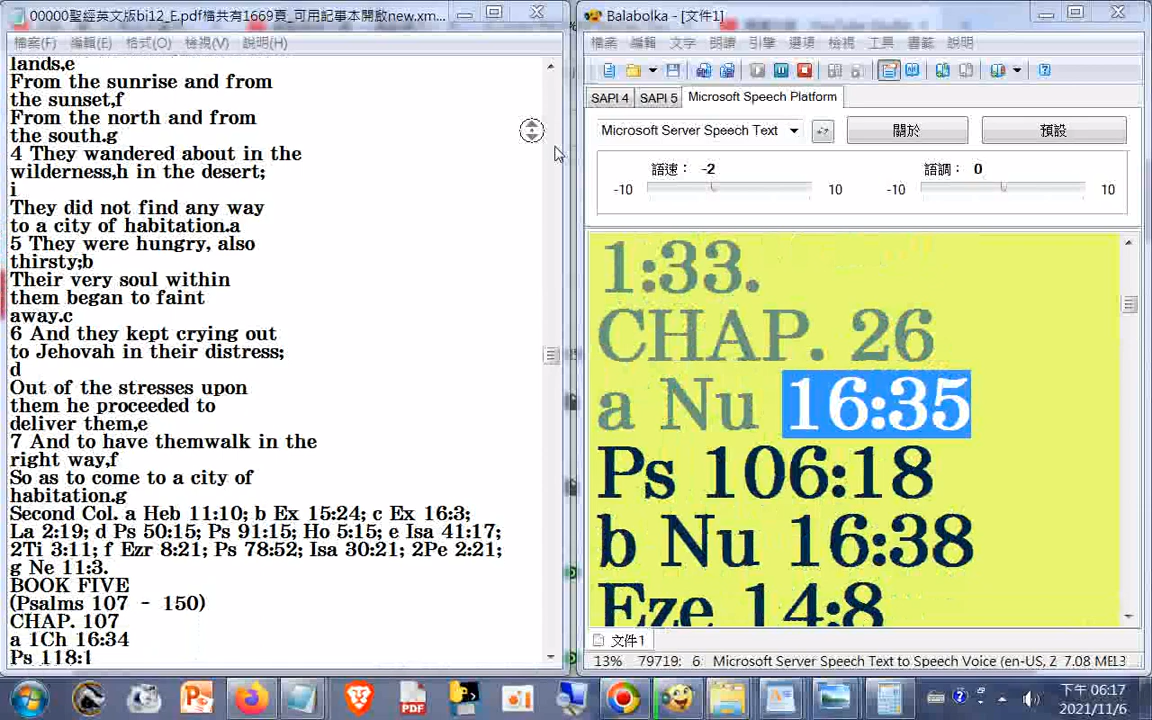 00000聖經英文版bi12_E.pdf檔共有1669頁_可用記事本開啟new.xm...
檔案(F) 編輯(E) 格式(O) 檢視(V) 說明(H)
lands,e
From the sunrise and from
the sunset,f
From the north and from
the south.g
4 They wandered about in the
wilderness,h in the desert;
i
They did not find any way
to a city of habitation.a
5 They were hungry, also
thirsty;b
Their very soul within
them began to faint
away.c
6 And they kept crying out
to Jehovah in their distress;
d
Out of the stresses upon
them he proceeded to
deliver them,e
7 And to have themwalk in the
right way,f
So as to come to a city of
habitation.g
Second Col. a Heb 11:10; b Ex 15:24; c Ex 16:3;
La 2:19; d Ps 50:15; Ps 91:15; Ho 5:15; e Isa 41:17;
2Ti 3:11; f Ezr 8:21; Ps 78:52; Isa 30:21; 2Pe 2:21;
g Ne 11:3.
BOOK FIVE
(Psalms 107 - 150)
CHAP. 107
a 1Ch 16:34
Ps 118:1
Balabolka - [文件1]
檔案 編輯 文字 朗讀 引擎 選項 檢視 工具 書籤 說明
SAPI 4 SAPI 5 Microsoft Speech Platform
Microsoft Server Speech Text 關於 預設
語速: -2 語調: 0
-10 10 -10 10
1:33.
CHAP. 26
a Nu 16:35
Ps 106:18
b Nu 16:38
Eze 14:8
文件1
13% 79719: 6: Microsoft Server Speech Text to Speech Voice (en-US, Z 7.08 ME13
PDF
下午 06:17
2021/11/6